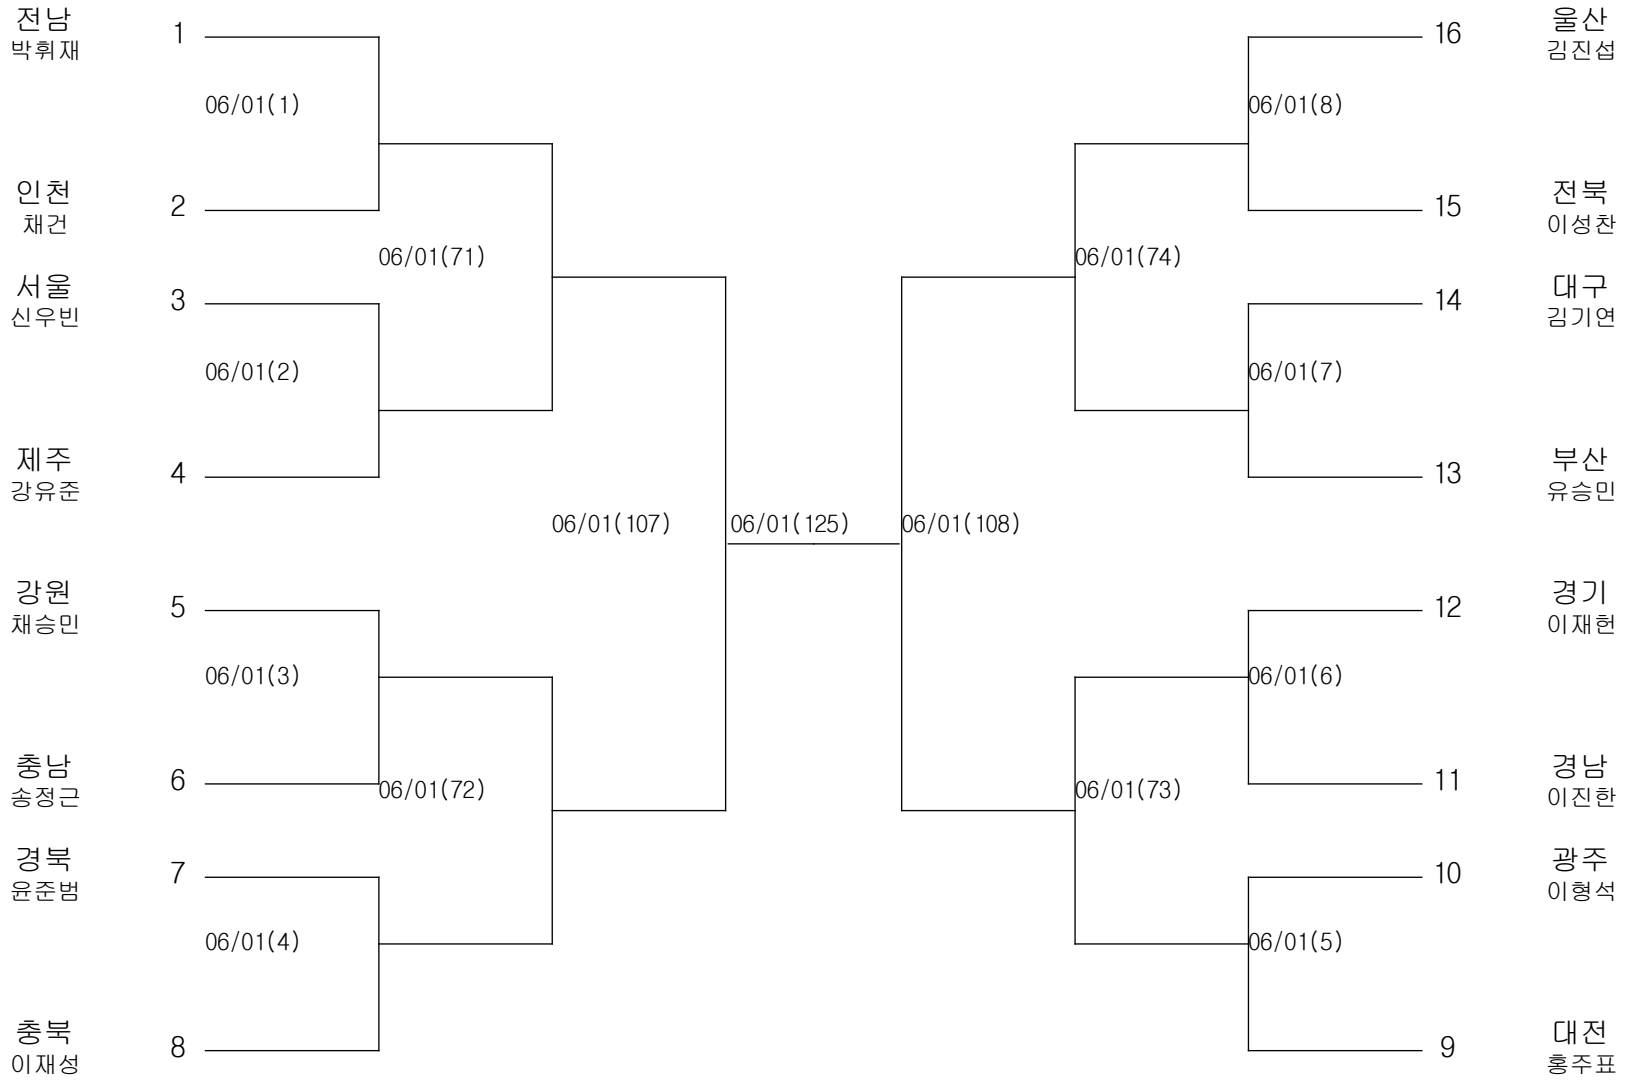 전남
박휘재
1
06/01(1)
인천
채건
2
06/01(71)
서울
신우빈
3
06/01(2)
제주
강유준
4
06/01(107)
강원
채승민
5
06/01(3)
충남
송정근
6
06/01(72)
경북
윤준범
7
06/01(4)
충북
이재성
8
06/01(125)
울산
김진섭
16
06/01(8)
전북
이성찬
15
06/01(74)
대구
김기연
14
06/01(7)
부산
유승민
13
06/01(108)
경기
이재헌
12
06/01(6)
경남
이진한
11
06/01(73)
광주
이형석
10
06/01(5)
대전
홍주표
9